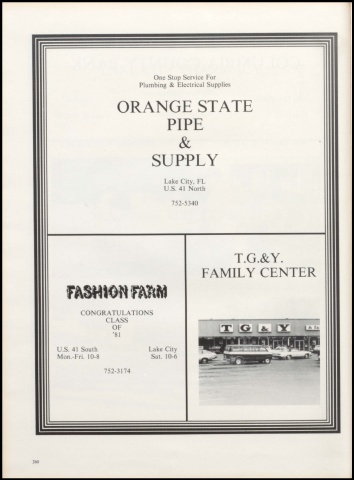 One Stop Service For
Plumbing & Electrical Supplies
ORANGE STATE
PIPE
&
SUPPLY
Lake City, FL
U.S. 41 North
752-5340
FASHION FARM
CONGRATULATIONS
CLASS
OF
'81
U.S. 41 South Lake City
Mon.-Fri. 10-8 Sat. 10-6
752-3174
T.G.&Y.
FAMILY CENTER
TG&Y